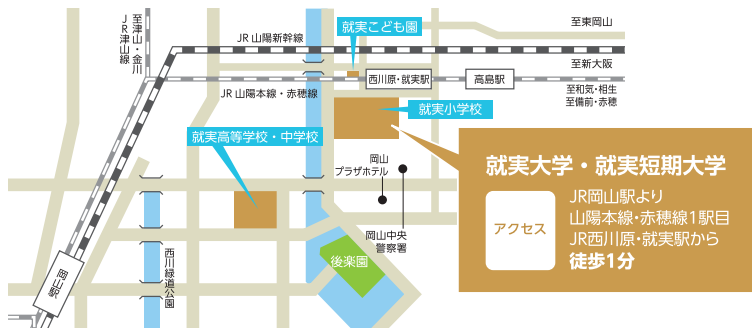 至津山・金川
JR津山線
JR 山陽新幹線
就実こども園
至東岡山
至新大阪
西川原・就実駅
高島駅
JR 山陽本線・赤穂線
至和気・相生
至備前・赤穂
就実小学校
就実高等学校・中学校
岡山
プラザホテル
岡山中央
警察署
後楽園
西川緑道公園
岡山駅
就実大学・就実短期大学
アクセス
JR岡山駅より
山陽本線・赤穂線1駅目
JR西川原・就実駅から
徒歩1分